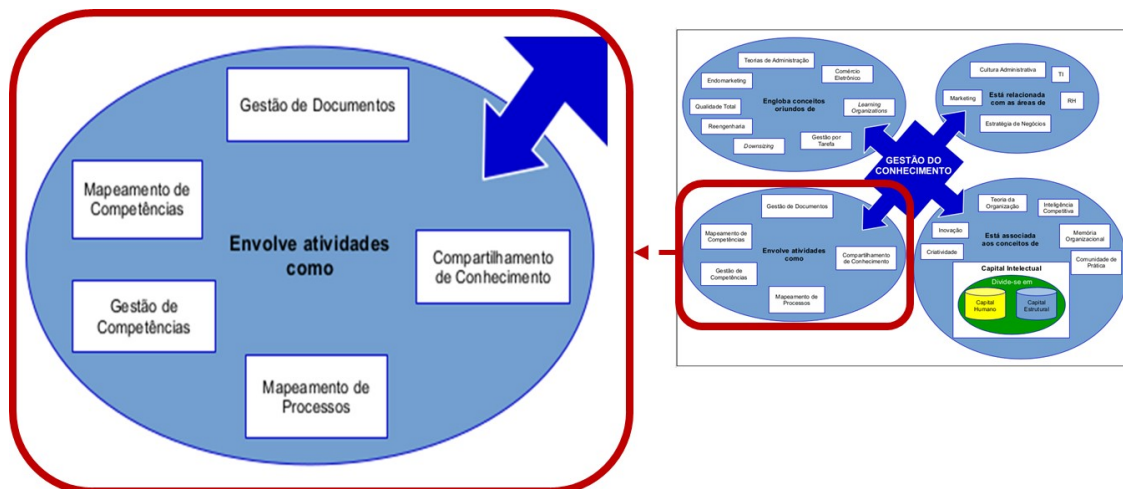 Gestão de Documentos
Mapeamento de
Competências
Envolve atividades
como
Compartilhamento
de Conhecimento
Gestão de
Competências
Mapeamento de
Processos
Teorias de Administração
Endomarketing
Comércio
Eletrônico
Qualidade Total
Engloba conceitos
oriundos de
Learning
Organizations
Reengenharia
Downsizing
Gestão por
Tarefa
Cultura Administrativa
TI
Marketing
Está relacionada
com as áreas de
RH
Estratégia de Negócios
GESTÃO DO
CONHECIMENTO
Gestão de Documentos
Mapeamento de
Competências
Envolve atividades
como
Compartilhamento
de Conhecimento
Gestão de
Competências
Mapeamento de
Processos
Teoria da
Organização
Inteligência
Competitiva
Inovação
Está associada
aos conceitos de
Memória
Organizacional
Criatividade
Comunidade de
Prática
Capital Intelectual
Divide-se em
Capital
Humano
Capital
Estrutural